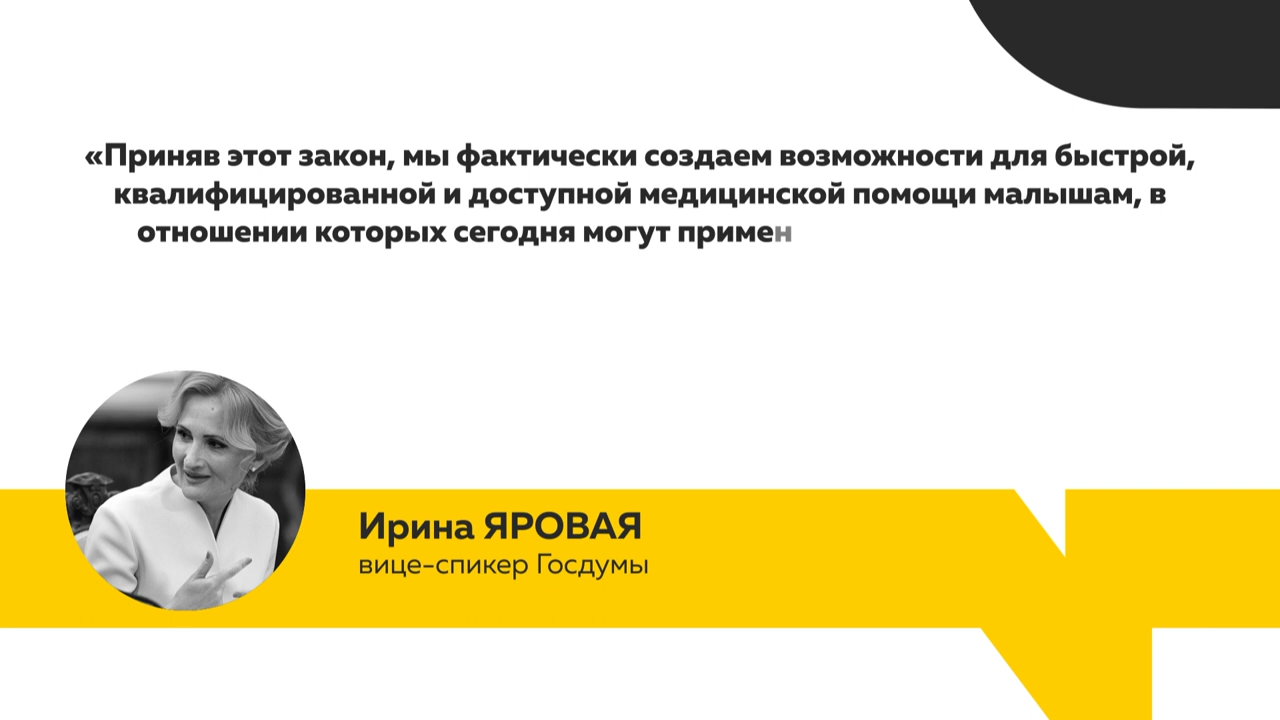 «Приняв этот закон, мы фактически создаем возможности для быстрой,
квалифицированной и доступной медицинской помощи малышам, в
отношении которых сегодня могут примен
Ирина ЯРОВАЯ
вице-спикер Госдумы